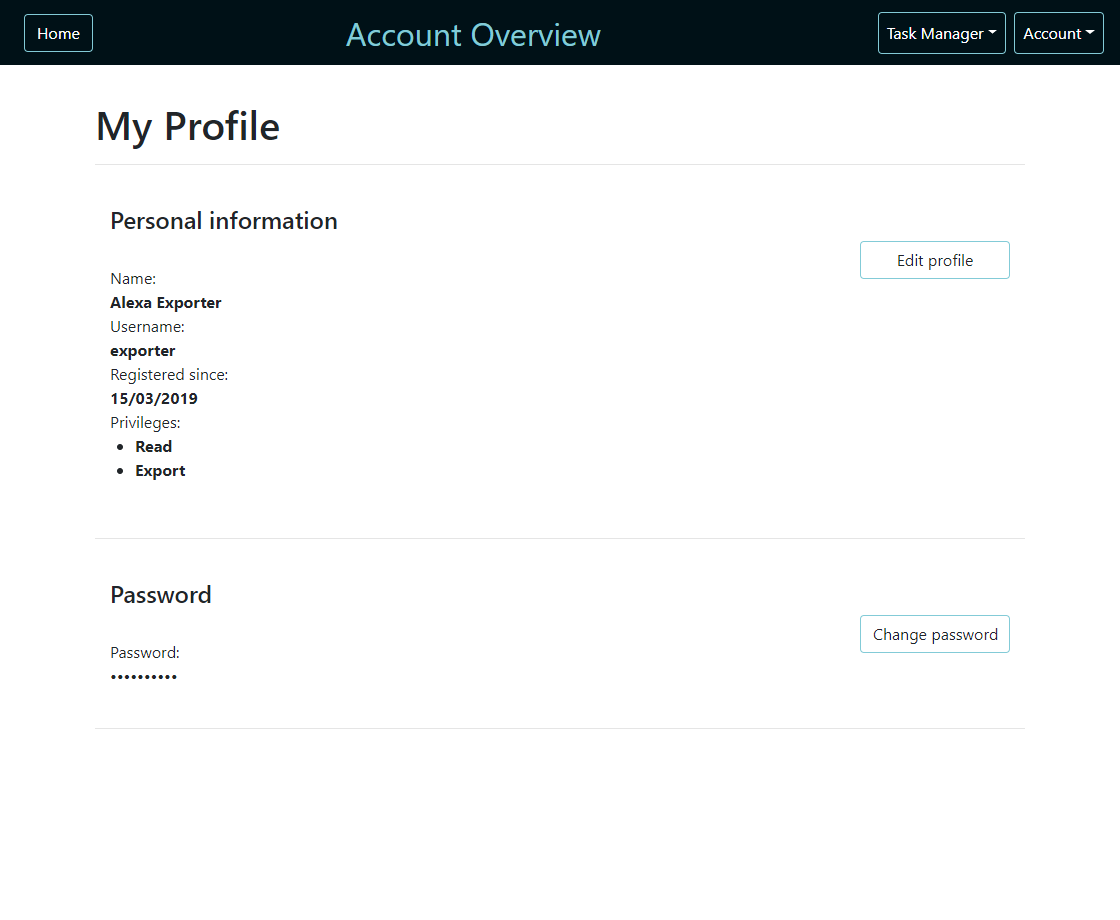 Home
Account Overview
Task Manager
Account
My Profile
Personal information
Edit profile
Name:
Alexa Exporter
Username:
exporter
Registered since:
15/03/2019
Privileges:
• Read
• Export
Password
Change password
Password:
••••••••••